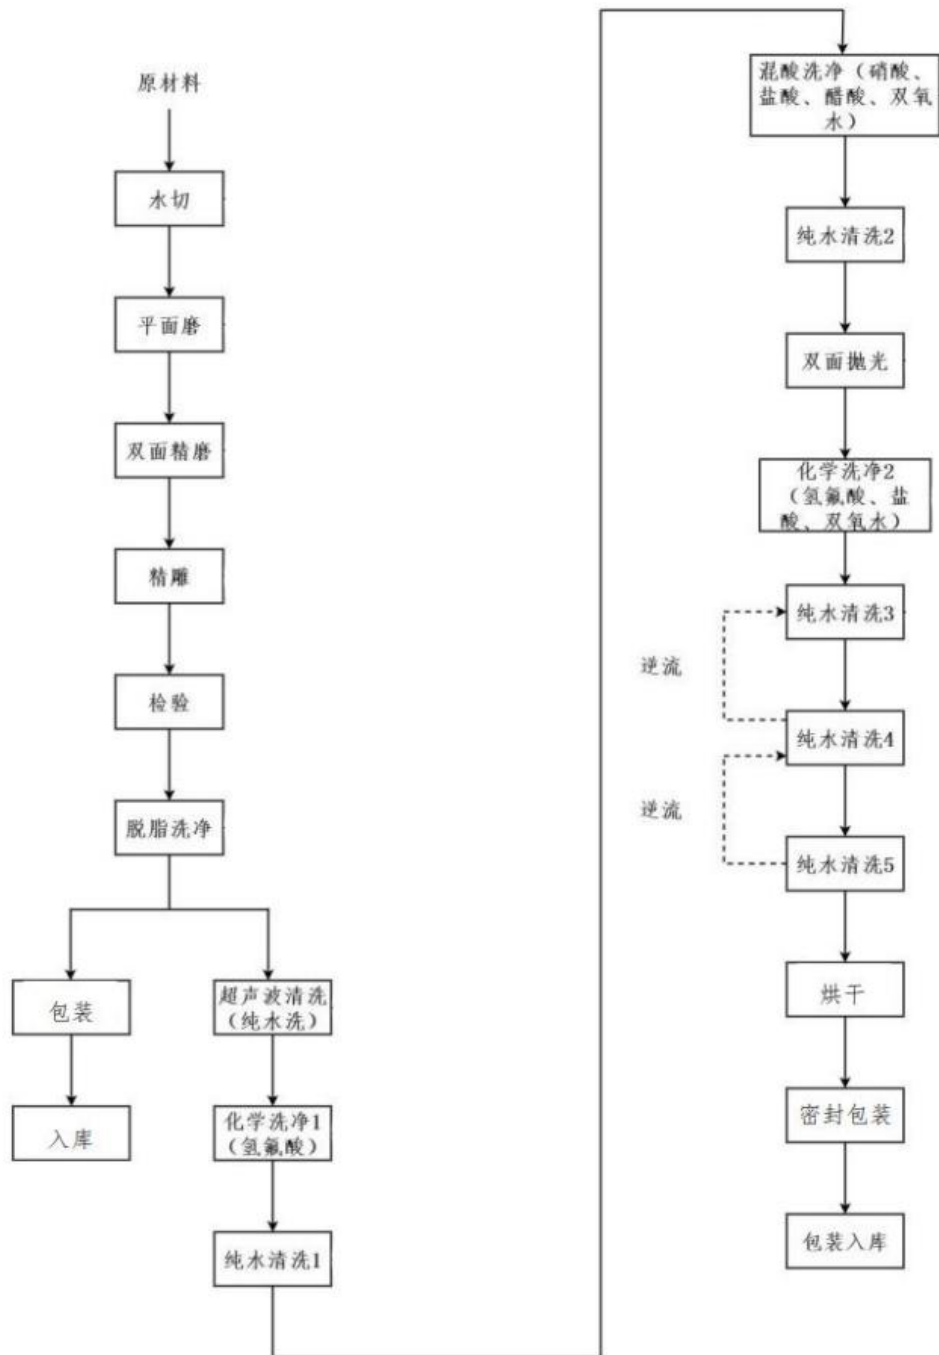 原材料
水切
平面磨
双面精磨
精雕
检验
脱脂洗净
包装
入库
超声波清洗
（纯水洗）
化学洗净1
（氢氟酸）
纯水清洗1
混酸洗净（硝酸、
盐酸、醋酸、双氧
水）
纯水清洗2
双面抛光
化学洗净2
（氢氟酸、盐
酸、双氧水）
纯水清洗3
逆流
纯水清洗4
逆流
纯水清洗5
烘干
密封包装
包装入库